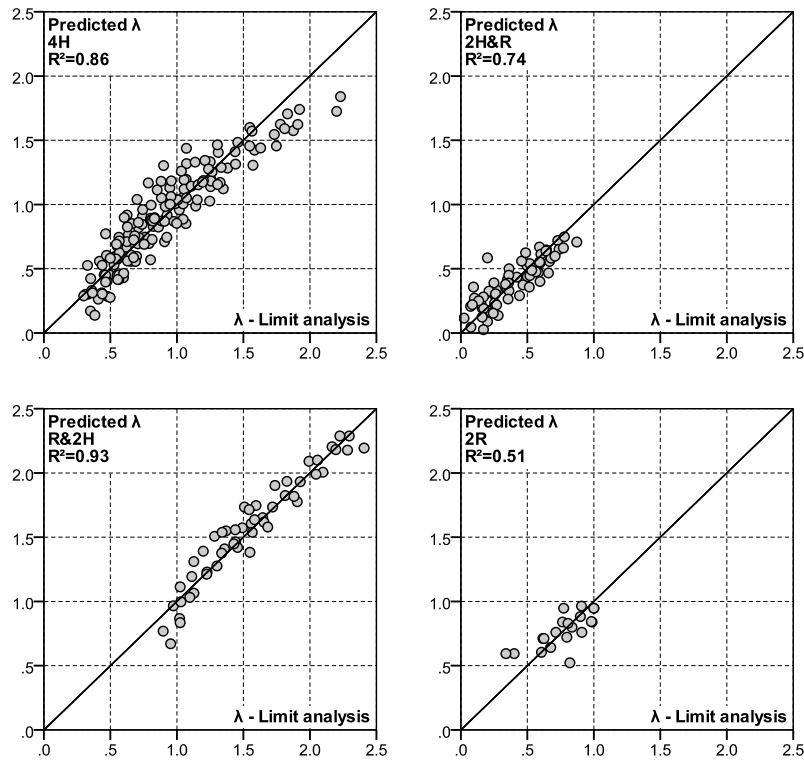 2.5
Predicted λ
4H
R²=0.86
2.0
1.5
1.0
.5
.0
λ - Limit analysis
.0 .5 1.0 1.5 2.0 2.5
2.5
Predicted λ
2H&R
R²=0.74
2.0
1.5
1.0
.5
.0
λ - Limit analysis
.0 .5 1.0 1.5 2.0 2.5
2.5
Predicted λ
R&2H
R²=0.93
2.0
1.5
1.0
.5
.0
λ - Limit analysis
.0 .5 1.0 1.5 2.0 2.5
2.5
Predicted λ
2R
R²=0.51
2.0
1.5
1.0
.5
.0
λ - Limit analysis
.0 .5 1.0 1.5 2.0 2.5